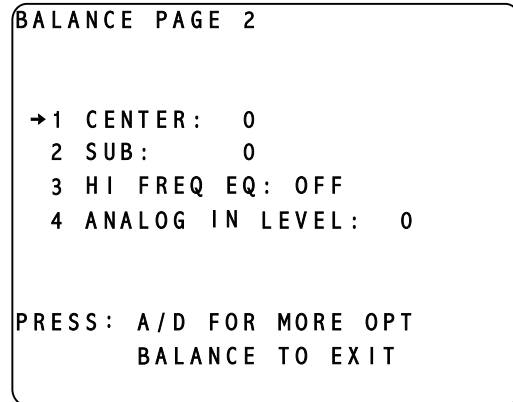 BALANCE PAGE 2
→1 CENTER: 0
2 SUB: 0
3 HI FREQ EQ: OFF
4 ANALOG IN LEVEL: 0
PRESS: A/D FOR MORE OPT
BALANCE TO EXIT